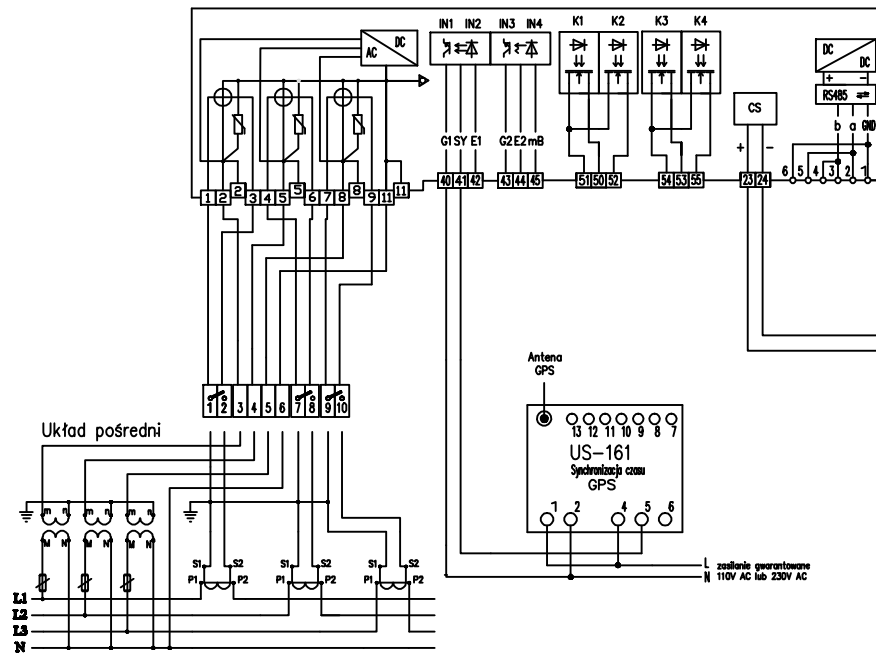 IN1 IN2 IN3 IN4 K1 K2 K3 K4
DC
AC
DC
DC
+ −
RS485
CS
b a GND
G1 SY E1 G2 E2 mB
+ −
6 5 4 3 2 1
1 2 2 3 4 5 5 6 7 8 8 9 11 11
40 41 42 43 44 45 51 50 52 54 53 55 23 24
Antena
GPS
1 2 3 4 5 6 7 8 9 10
13 12 11 10 9 8 7
Układ pośredni
US-161
Synchronizacja czasu
GPS
1 2 4 5 6
m n m n m n
M N M N M N
S1 S2 S1 S2 S1 S2
P1 P2 P1 P2 P1 P2
L zasilanie gwarantowane
N 110V AC lub 230V AC
L1
L2
L3
N